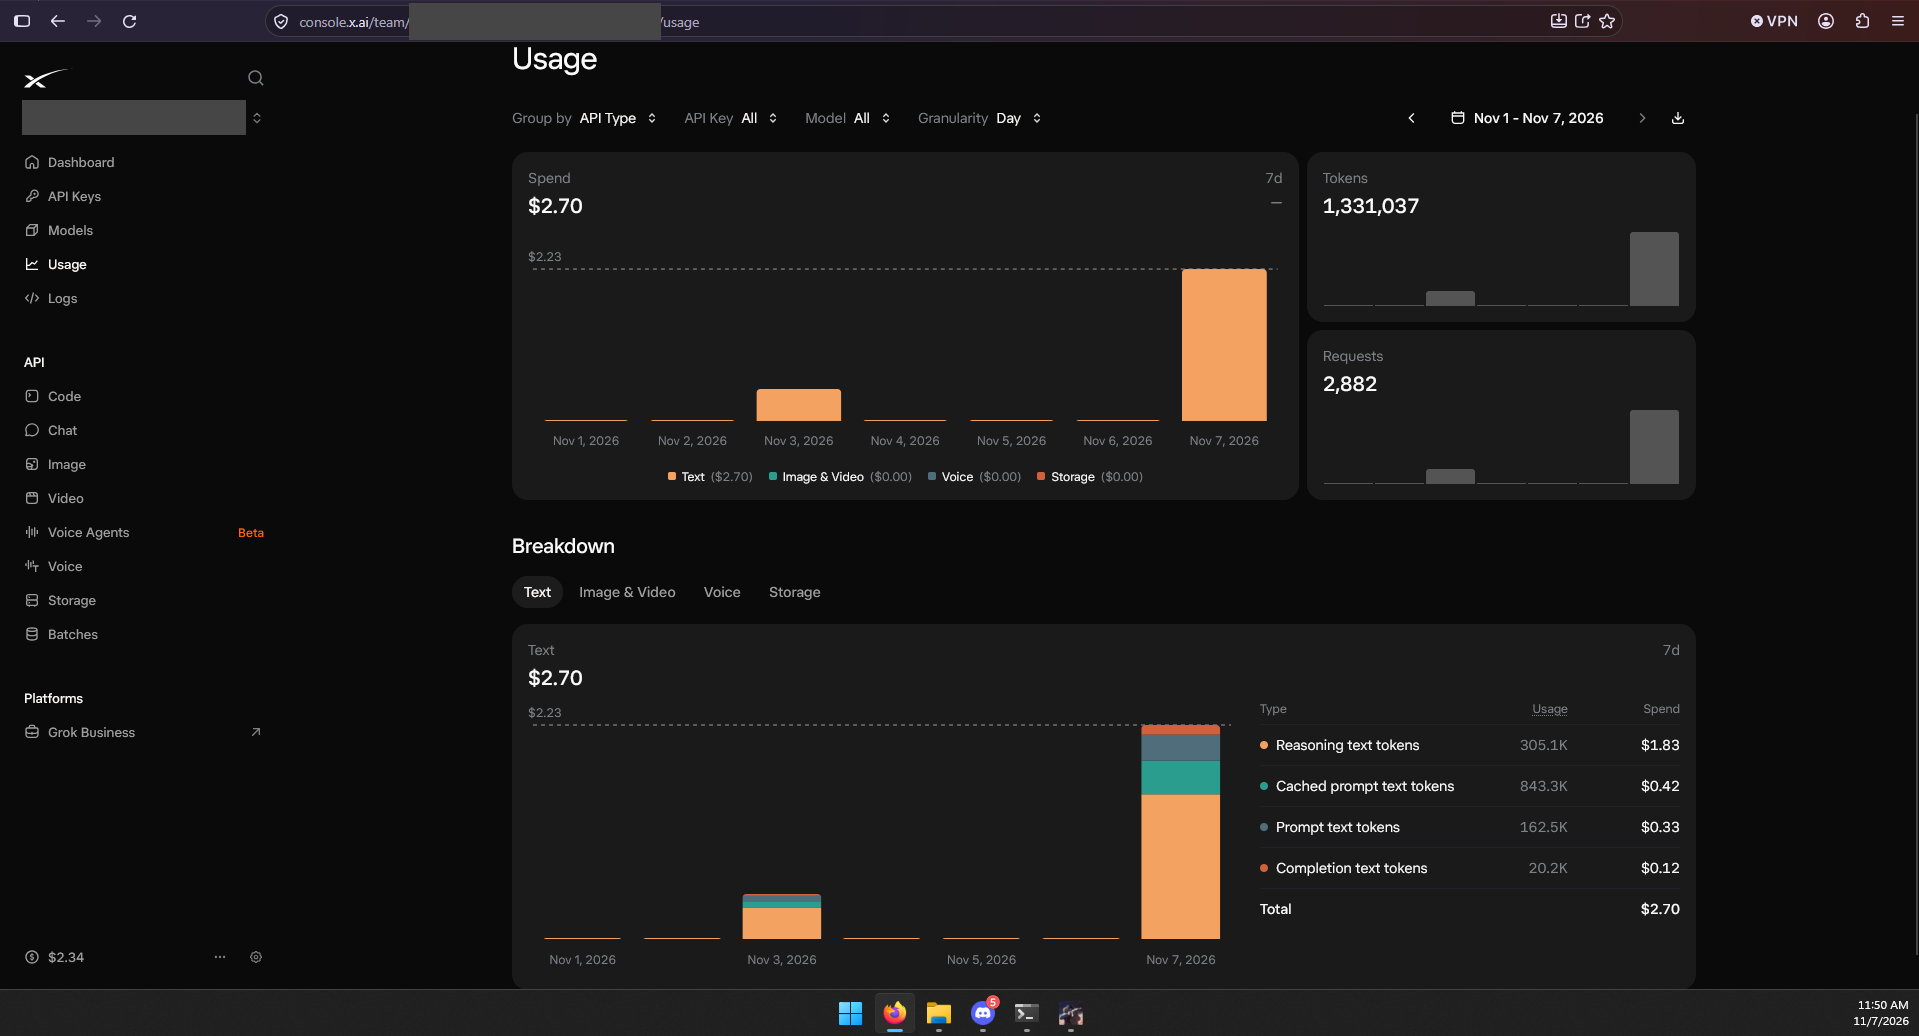 console.x.ai/team/ /usage
VPN
Usage
Group by API Type API Key All Model All Granularity Day Nov 1 - Nov 7, 2026
Dashboard
API Keys
Models
Usage
Logs
API
Code
Chat
Image
Video
Voice Agents Beta
Voice
Storage
Batches
Platforms
Grok Business
$2.34
Spend 7d
$2.70 —
$2.23
Nov 1, 2026 Nov 2, 2026 Nov 3, 2026 Nov 4, 2026 Nov 5, 2026 Nov 6, 2026 Nov 7, 2026
Text ($2.70) Image & Video ($0.00) Voice ($0.00) Storage ($0.00)
Tokens
1,331,037
Requests
2,882
Breakdown
Text Image & Video Voice Storage
Text 7d
$2.70
$2.23
Nov 1, 2026 Nov 3, 2026 Nov 5, 2026 Nov 7, 2026
Type Usage Spend
Reasoning text tokens 305.1K $1.83
Cached prompt text tokens 843.3K $0.42
Prompt text tokens 162.5K $0.33
Completion text tokens 20.2K $0.12
Total $2.70
5
11:50 AM
11/7/2026